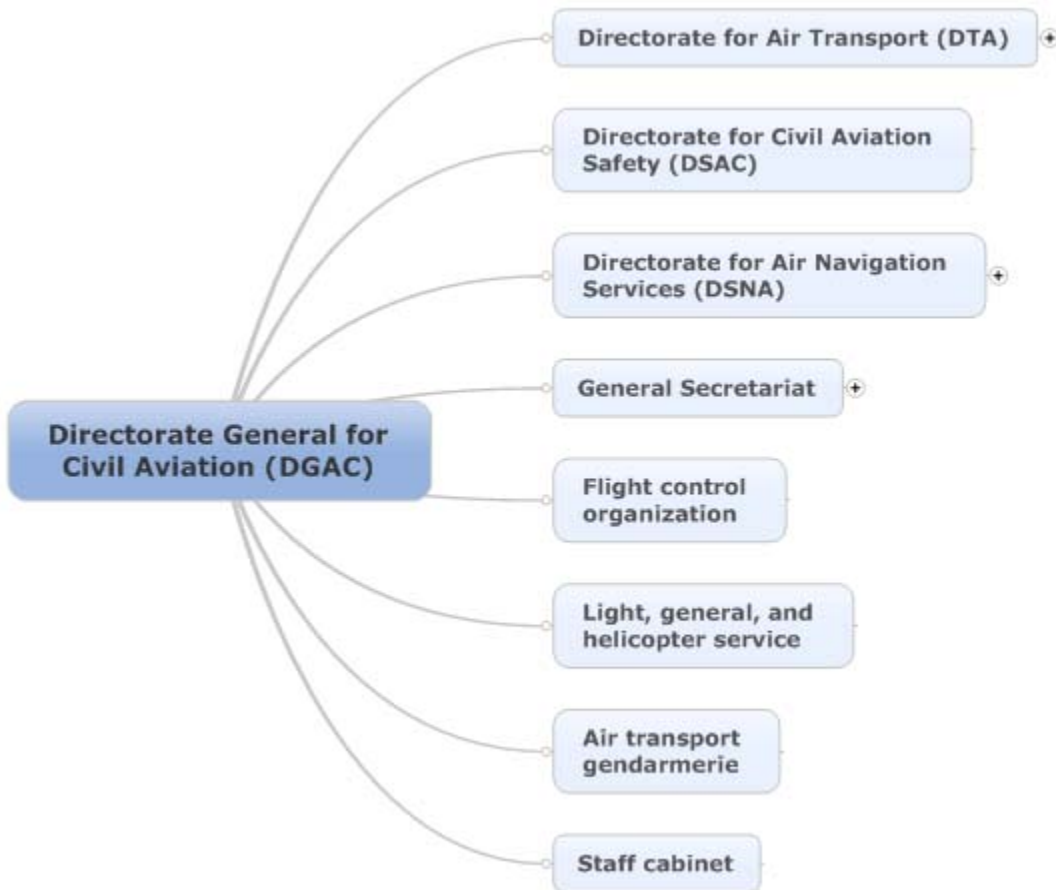 Directorate for Air Transport (DTA)
Directorate for Civil Aviation
Safety (DSAC)
Directorate for Air Navigation
Services (DSNA)
General Secretariat
Directorate General for
Civil Aviation (DGAC)
Flight control
organization
Light, general, and
helicopter service
Air transport
gendarmerie
Staff cabinet